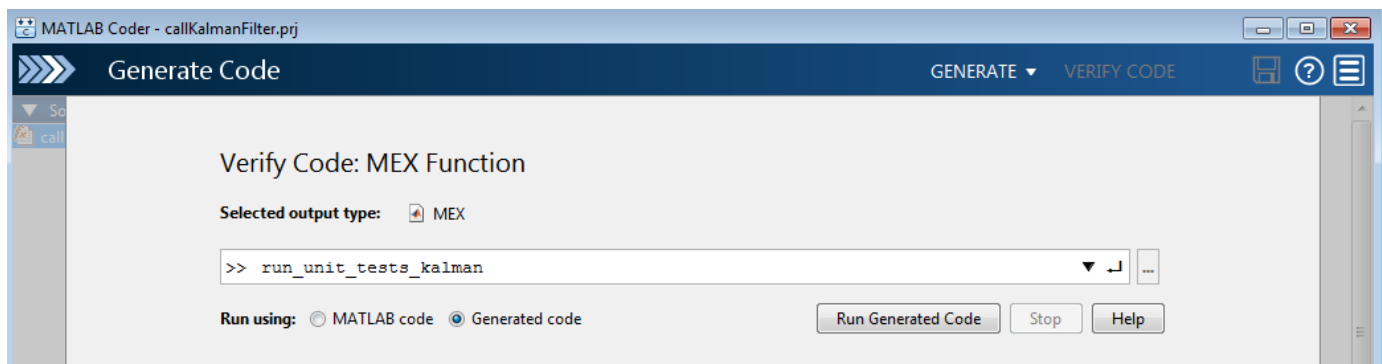 MATLAB Coder - callKalmanFilter.prj
Generate Code GENERATE VERIFY CODE
So
call
Verify Code: MEX Function
Selected output type: MEX
>> run_unit_tests_kalman ...
Run using: MATLAB code Generated code Run Generated Code Stop Help